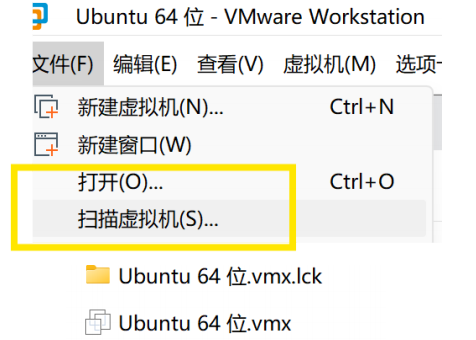 Ubuntu 64 位 - VMware Workstation
文件(F) 编辑(E) 查看(V) 虚拟机(M) 选项
新建虚拟机(N)... Ctrl+N
新建窗口(W)
打开(O)... Ctrl+O
扫描虚拟机(S)...
Ubuntu 64 位.vmx.lck
Ubuntu 64 位.vmx